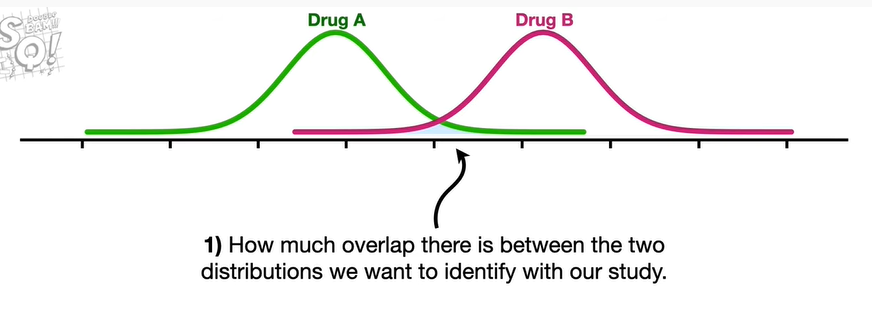 Drug A
Drug B
1) How much overlap there is between the two
distributions we want to identify with our study.